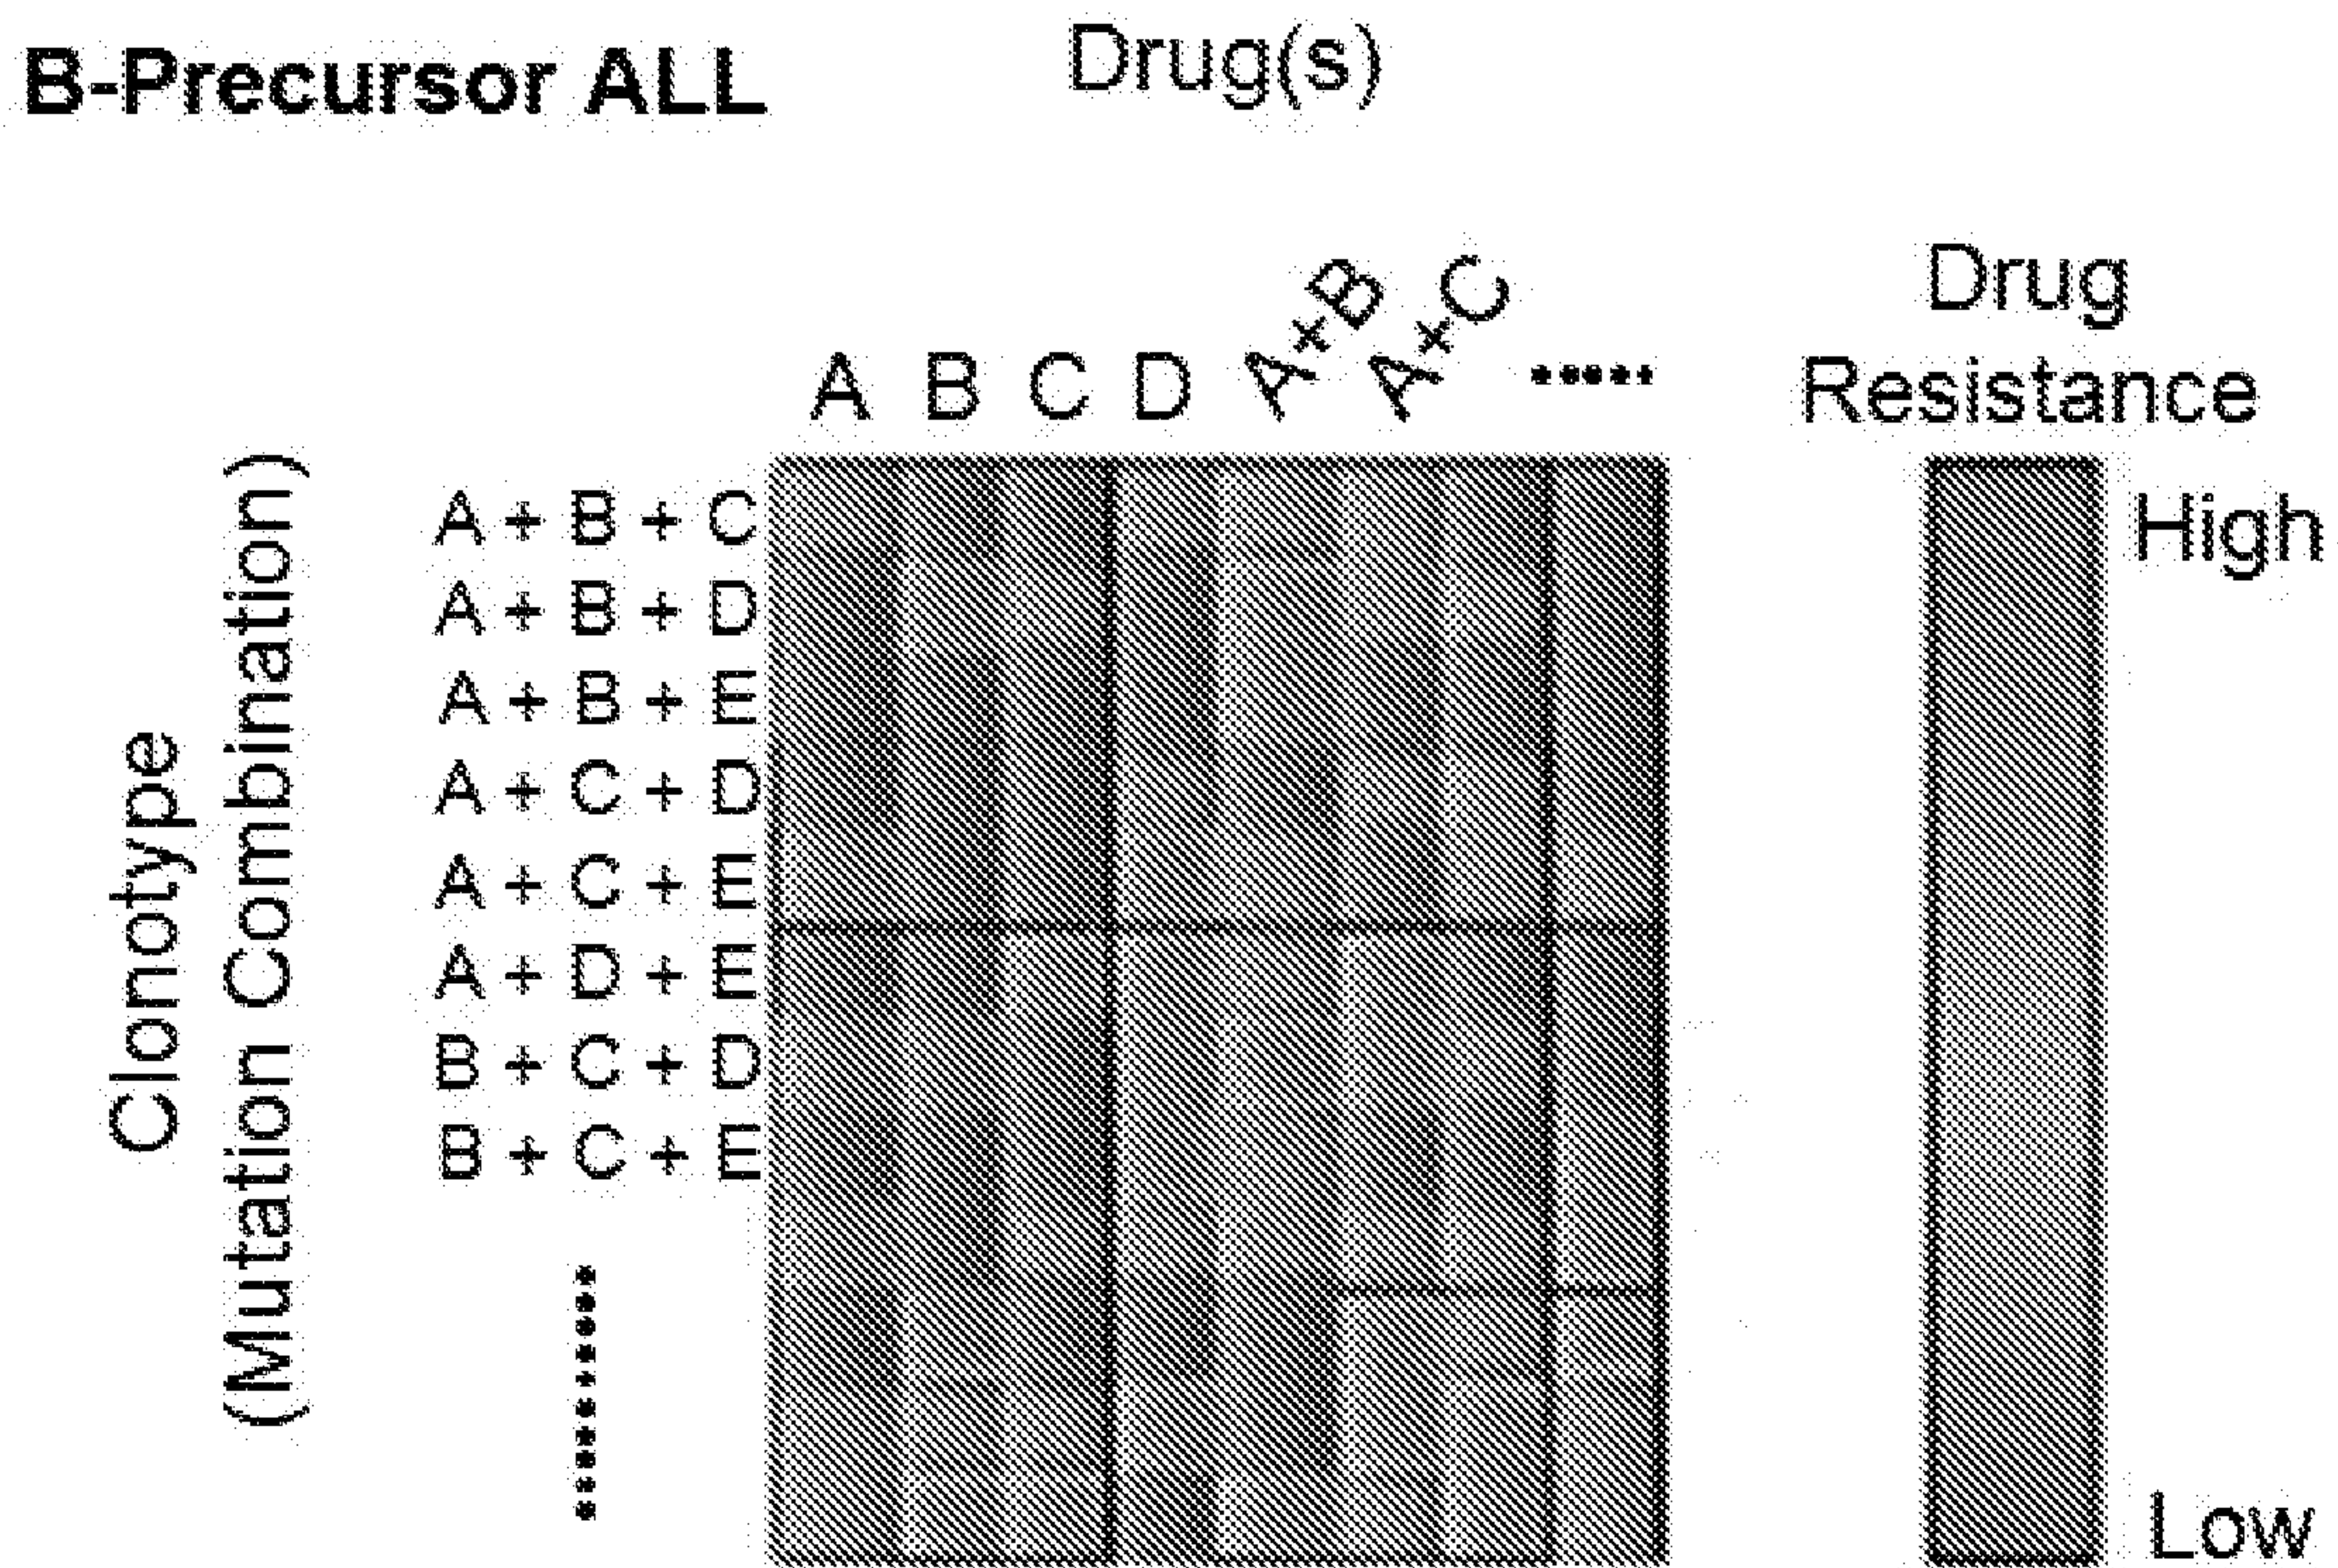 B-Precursor ALL
Drug(s)
A B C D A+B A+C ......
Drug
Resistance
High
Low
Clonotype
(Mutation Combination)
A + B + C
A + B + D
A + B + E
A + C + D
A + C + E
A + D + E
B + C + D
B + C + E